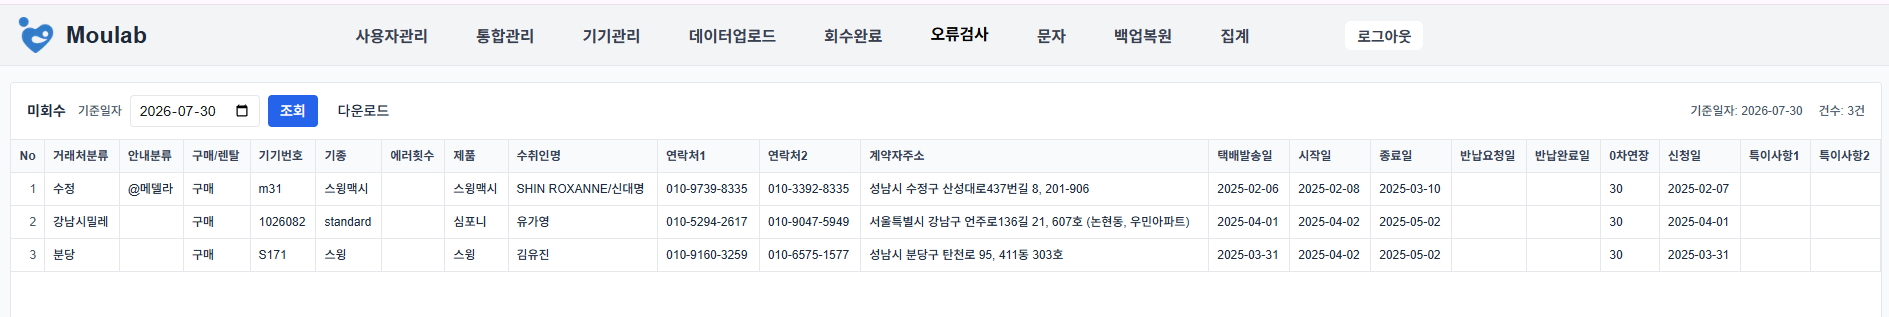 Moulab 사용자관리 통합관리 기기관리 데이터업로드 회수완료 오류검사 문자 백업복원 집계 로그아웃
미회수 기준일자 2026-07-30 조회 다운로드 기준일자: 2026-07-30 건수: 3건
No 거래처분류 안내분류 구매/렌탈 기기번호 기종 에러횟수 제품 수취인명 연락처1 연락처2 계약자주소 택배발송일 시작일 종료일 반납요청일 반납완료일 0차연장 신청일 특이사항1 특이사항2
1 수정 @메델라 구매 m31 스윙맥시 스윙맥시 SHIN ROXANNE/신대명 010-9739-8335 010-3392-8335 성남시 수정구 산성대로437번길 8, 201-906 2025-02-06 2025-02-08 2025-03-10 30 2025-02-07
2 강남시밀레 구매 1026082 standard 심포니 유가영 010-5294-2617 010-9047-5949 서울특별시 강남구 언주로136길 21, 607호 (논현동, 우민아파트) 2025-04-01 2025-04-02 2025-05-02 30 2025-04-01
3 분당 구매 S171 스윙 스윙 김유진 010-9160-3259 010-6575-1577 성남시 분당구 탄천로 95, 411동 303호 2025-03-31 2025-04-02 2025-05-02 30 2025-03-31